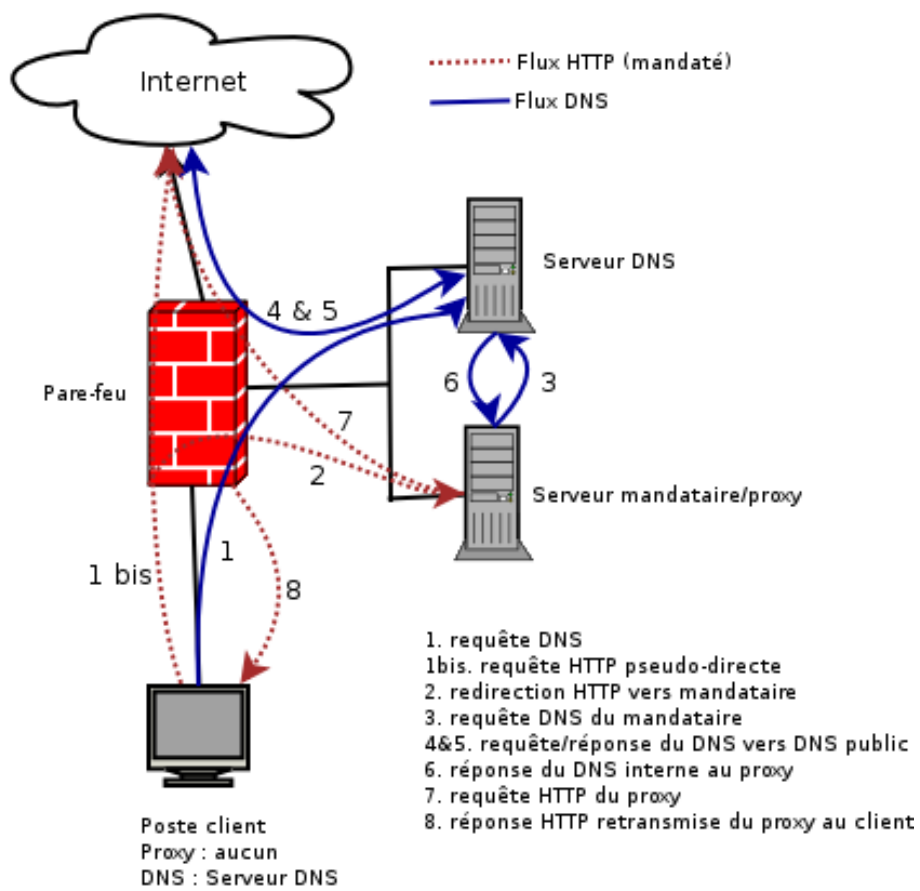 Internet
Flux HTTP (mandaté)
Flux DNS
Serveur DNS
4 & 5
Pare-feu
6
3
7
2
Serveur mandataire/proxy
1
1 bis
8
1. requête DNS
1bis. requête HTTP pseudo-directe
2. redirection HTTP vers mandataire
3. requête DNS du mandataire
4&5. requête/réponse du DNS vers DNS public
6. réponse du DNS interne au proxy
7. requête HTTP du proxy
8. réponse HTTP retransmise du proxy au client
Poste client
Proxy : aucun
DNS : Serveur DNS